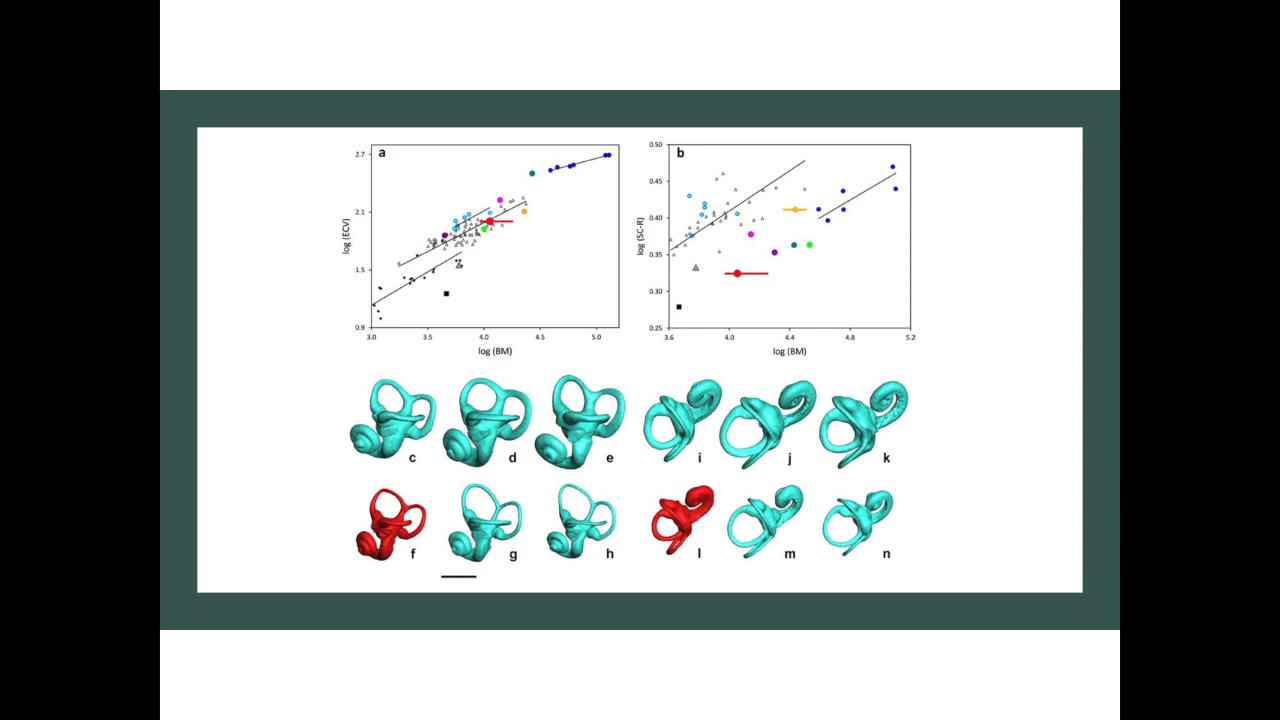 a
2.7
2.1
1.5
0.9
log (ECV)
3.0 3.5 4.0 4.5 5.0
log (BM)
b
0.50
0.45
0.40
0.35
0.30
0.25
log (SC-R)
3.6 4.0 4.4 4.8 5.2
log (BM)
c d e i j k
f g h l m n